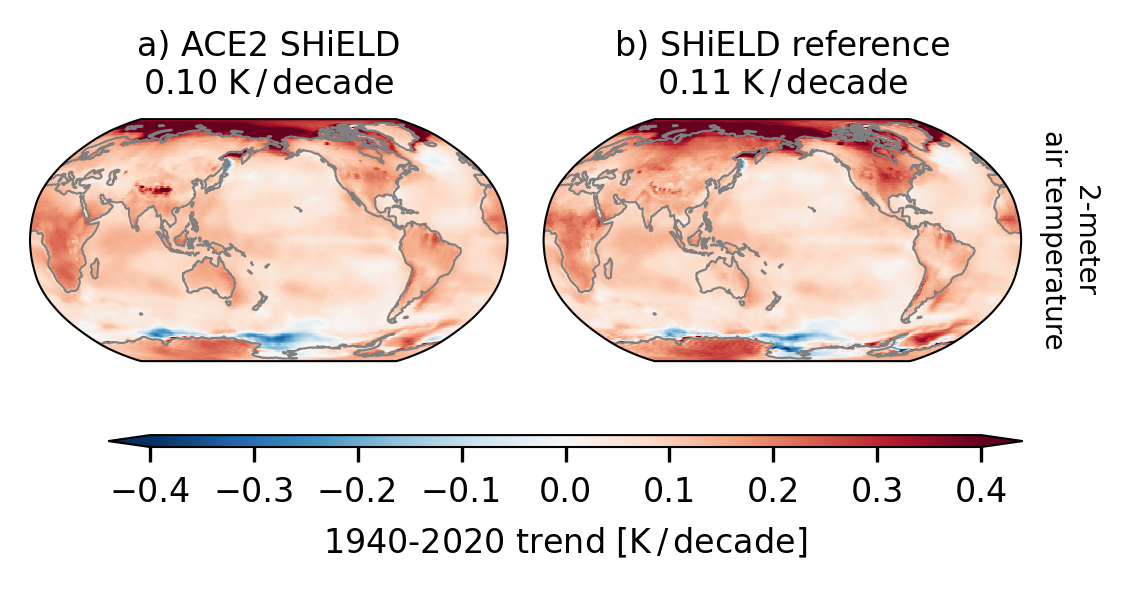 a) ACE2 SHiELD
0.10 K / decade
b) SHiELD reference
0.11 K / decade
2-meter
air temperature
−0.4 −0.3 −0.2 −0.1 0.0 0.1 0.2 0.3 0.4
1940-2020 trend [K / decade]